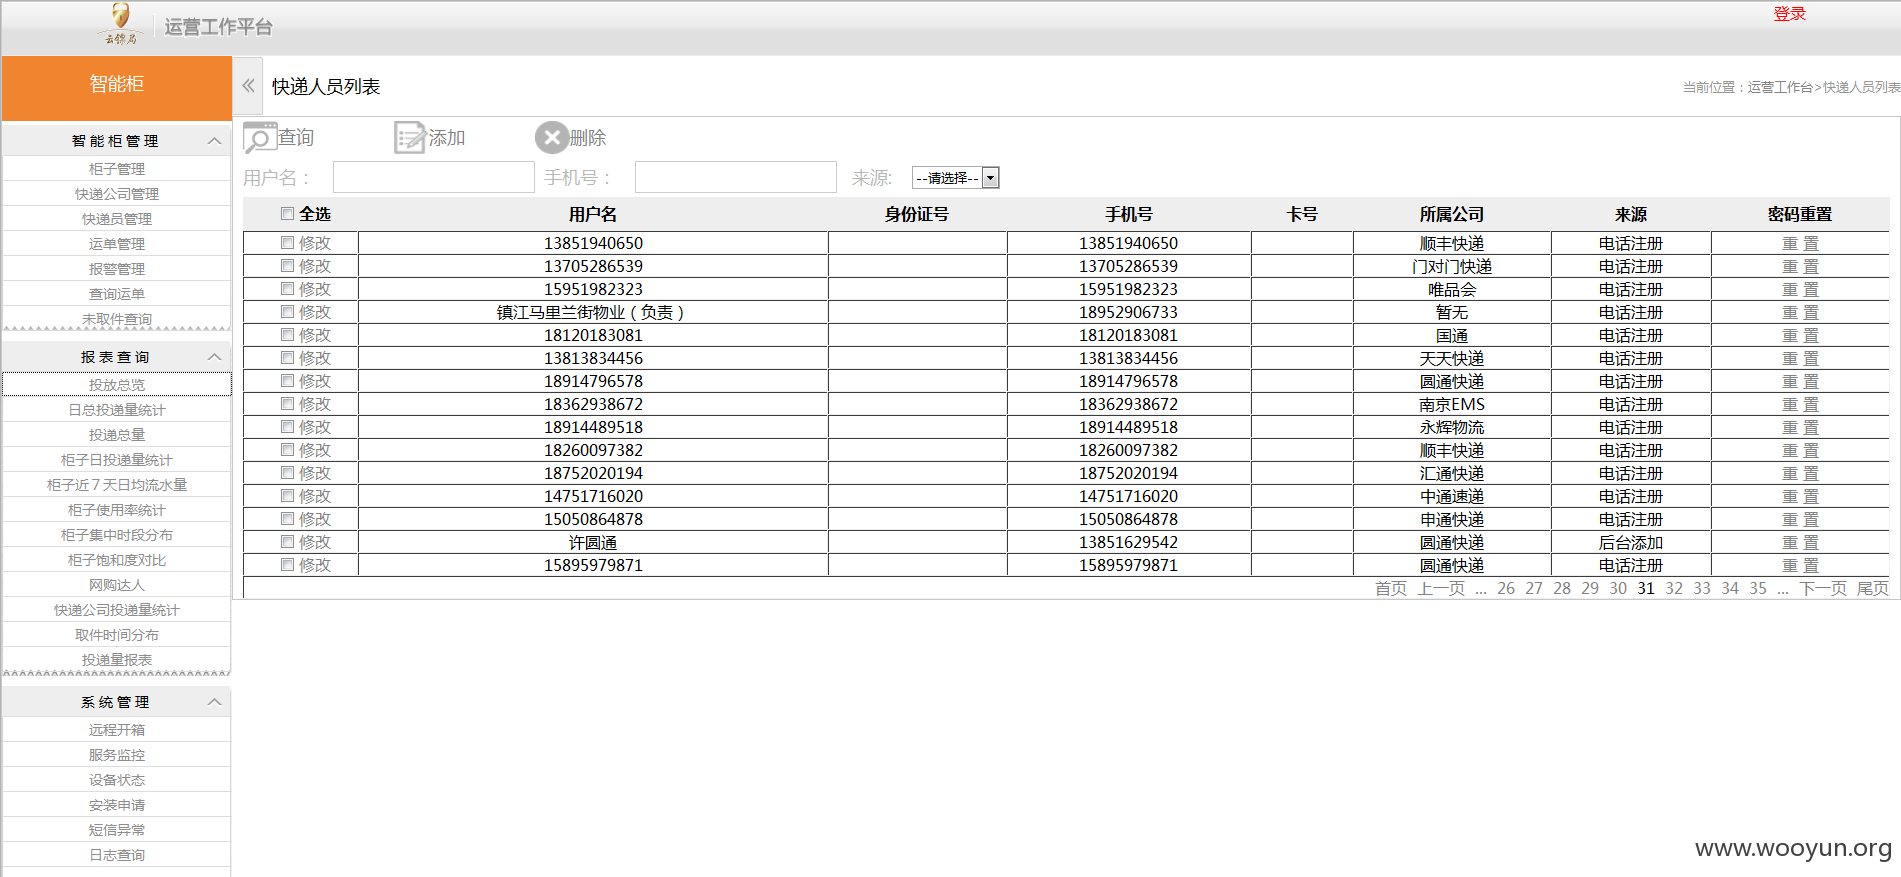 云锦局 运营工作平台 登录
智能柜 « 快递人员列表 当前位置：运营工作台>快递人员列表
智能柜管理
柜子管理
快递公司管理
快递员管理
运单管理
报警管理
查询运单
未取件查询
报表查询
投放总览
日总投递量统计
投递总量
柜子日投递量统计
柜子近7天日均流水量
柜子使用率统计
柜子集中时段分布
柜子饱和度对比
网购达人
快递公司投递量统计
取件时间分布
投递量报表
系统管理
远程开箱
服务监控
设备状态
安装申请
短信异常
日志查询
查询 添加 删除
用户名： 手机号： 来源: --请选择--
全选 用户名 身份证号 手机号 卡号 所属公司 来源 密码重置
修改 13851940650 13851940650 顺丰快递 电话注册 重 置
修改 13705286539 13705286539 门对门快递 电话注册 重 置
修改 15951982323 15951982323 唯品会 电话注册 重 置
修改 镇江马里兰街物业（负责） 18952906733 暂无 电话注册 重 置
修改 18120183081 18120183081 国通 电话注册 重 置
修改 13813834456 13813834456 天天快递 电话注册 重 置
修改 18914796578 18914796578 圆通快递 电话注册 重 置
修改 18362938672 18362938672 南京EMS 电话注册 重 置
修改 18914489518 18914489518 永辉物流 电话注册 重 置
修改 18260097382 18260097382 顺丰快递 电话注册 重 置
修改 18752020194 18752020194 汇通快递 电话注册 重 置
修改 14751716020 14751716020 中通速递 电话注册 重 置
修改 15050864878 15050864878 申通快递 电话注册 重 置
修改 许圆通 13851629542 圆通快递 后台添加 重 置
修改 15895979871 15895979871 圆通快递 电话注册 重 置
首页 上一页 ... 26 27 28 29 30 31 32 33 34 35 ... 下一页 尾页
www.wooyun.org